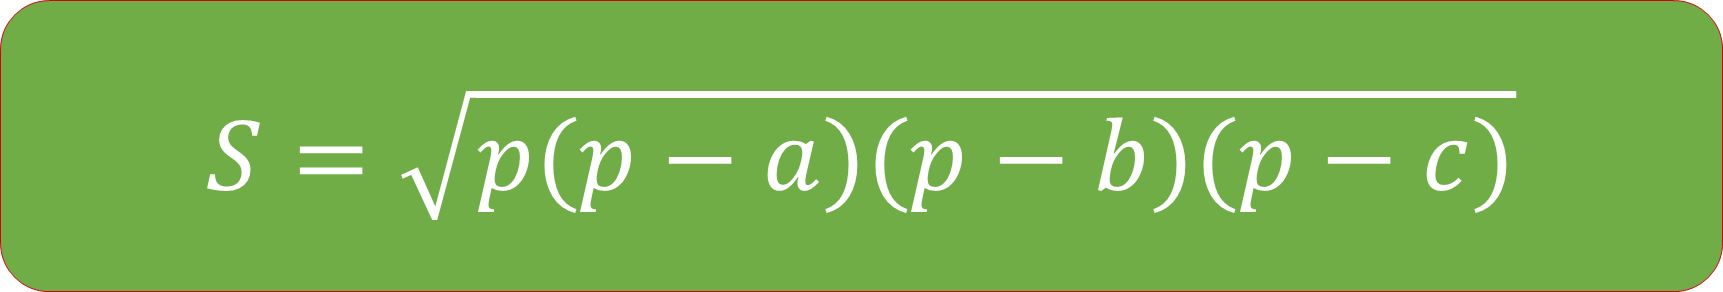 S = √p(p − a)(p − b)(p − c)